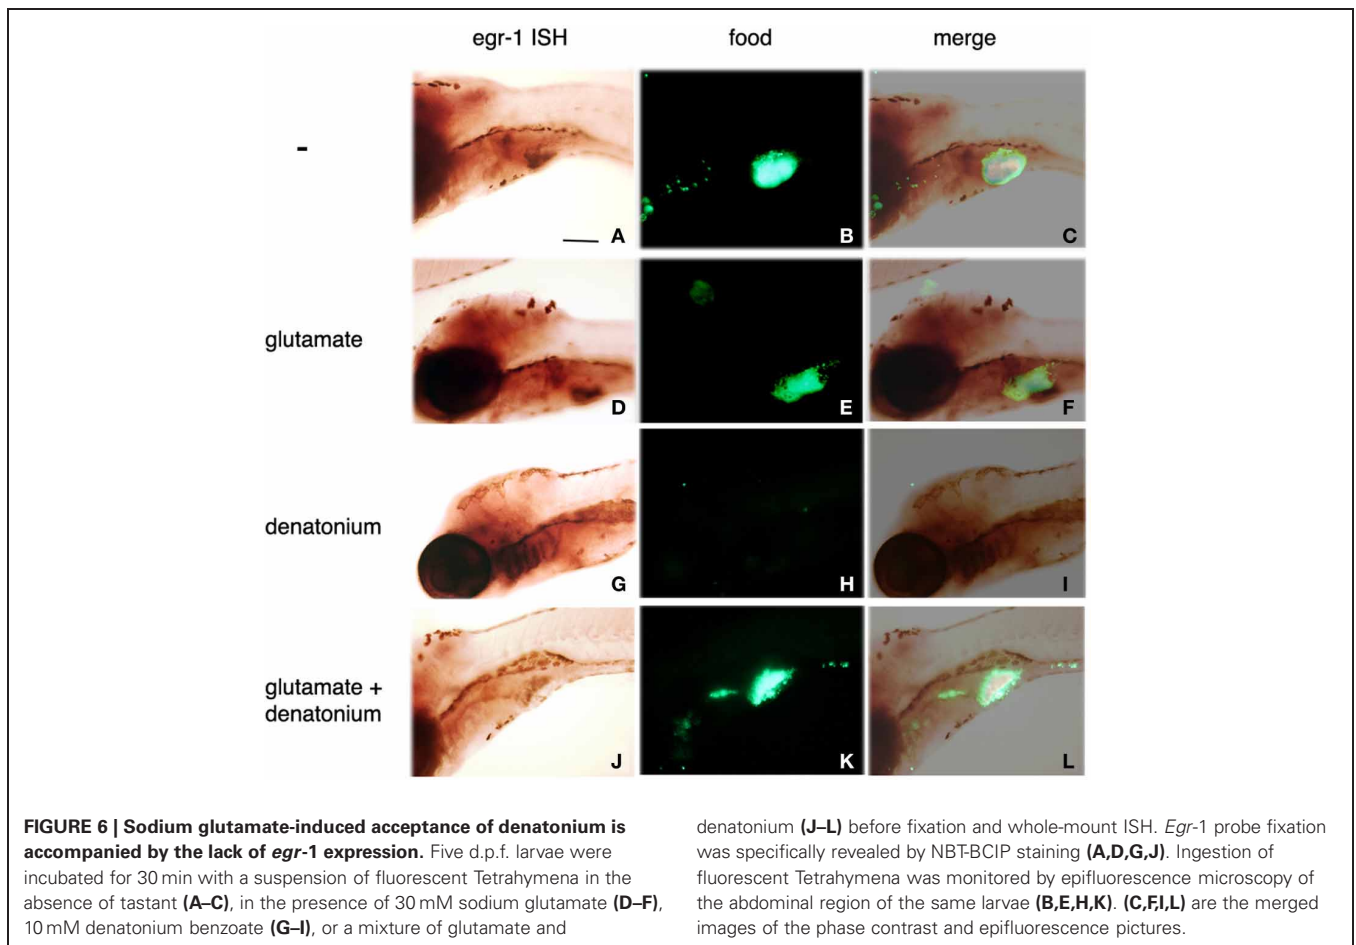 egr-1 ISH food merge
-
A B C
glutamate
D E F
denatonium
G H I
glutamate +
denatonium
J K L
FIGURE 6 | Sodium glutamate-induced acceptance of denatonium is
accompanied by the lack of egr-1 expression. Five d.p.f. larvae were
incubated for 30 min with a suspension of fluorescent Tetrahymena in the
absence of tastant (A–C), in the presence of 30 mM sodium glutamate (D–F),
10 mM denatonium benzoate (G–I), or a mixture of glutamate and
denatonium (J–L) before fixation and whole-mount ISH. Egr-1 probe fixation
was specifically revealed by NBT-BCIP staining (A,D,G,J). Ingestion of
fluorescent Tetrahymena was monitored by epifluorescence microscopy of
the abdominal region of the same larvae (B,E,H,K). (C,F,I,L) are the merged
images of the phase contrast and epifluorescence pictures.